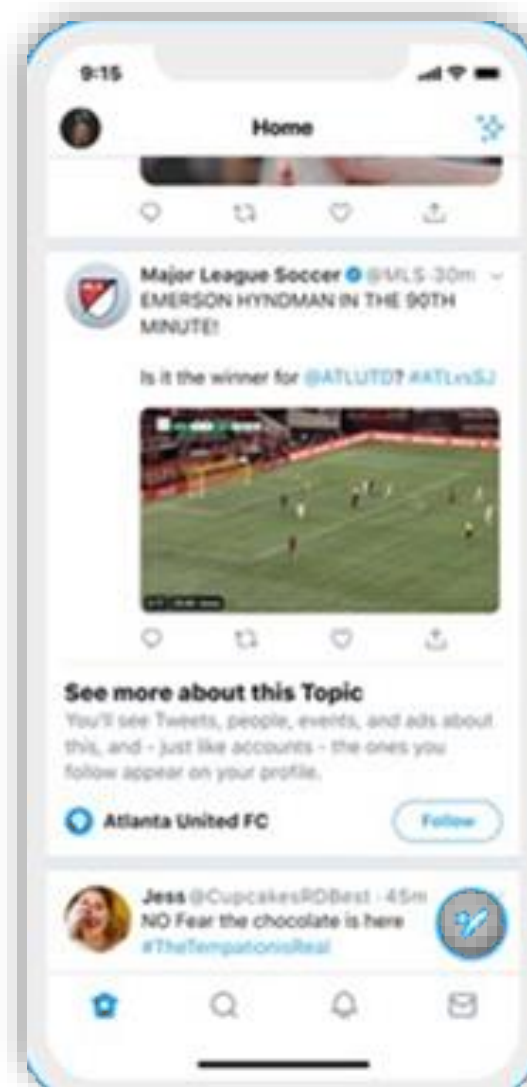 9:15
Home
Major League Soccer @MLS·30m
EMERSON HYNDMAN IN THE 90TH
MINUTE!
Is it the winner for @ATLUTD? #ATLvsSJ
See more about this Topic
You'll see Tweets, people, events, and ads about
this, and - just like accounts - the ones you
follow appear on your profile.
Atlanta United FC
Follow
Jess @CupcakesRDBest · 45m
NO Fear the chocolate is here
#TheTempationisReal